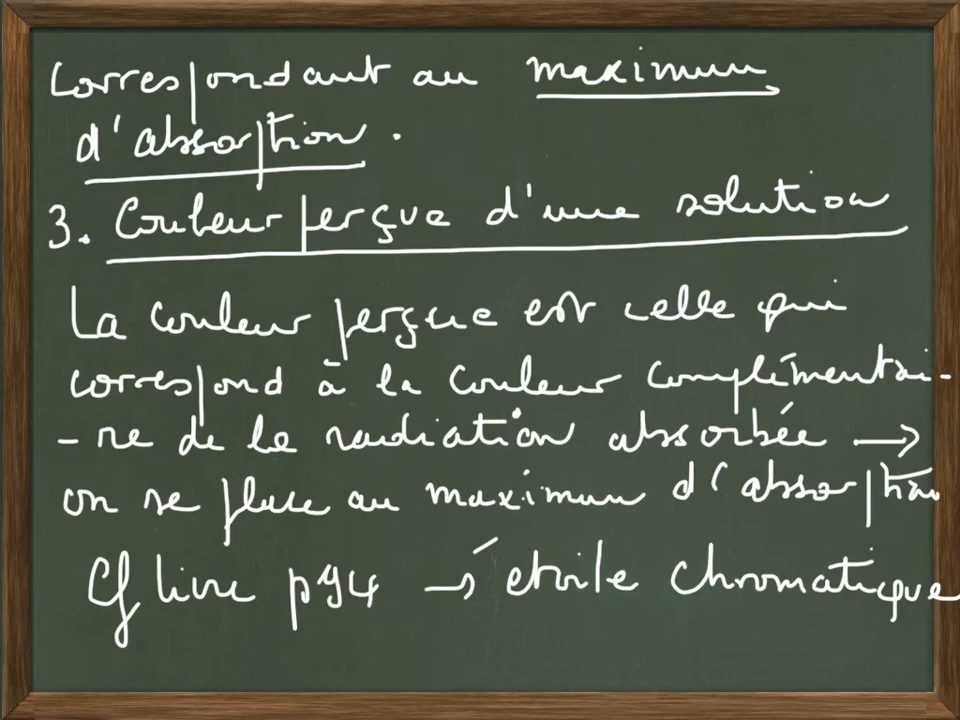 correspondant au maximum
d'absorption.
3. Couleur perçue d'une solution
La couleur perçue est celle qui
correspond à la couleur complémentai-
-re de la radiation absorbée →
on se place au maximum d'absorption
Cf livre p94 → étoile chromatique